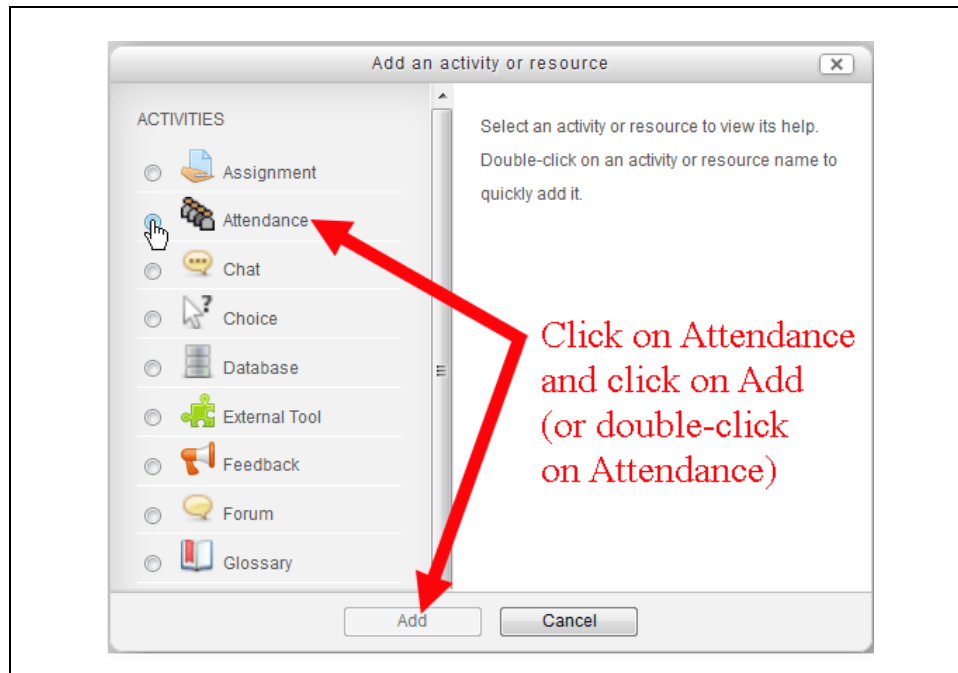 Add an activity or resource
ACTIVITIES
Assignment
Attendance
Chat
Choice
Database
External Tool
Feedback
Forum
Glossary
Select an activity or resource to view its help.
Double-click on an activity or resource name to
quickly add it.
Click on Attendance
and click on Add
(or double-click
on Attendance)
Add
Cancel